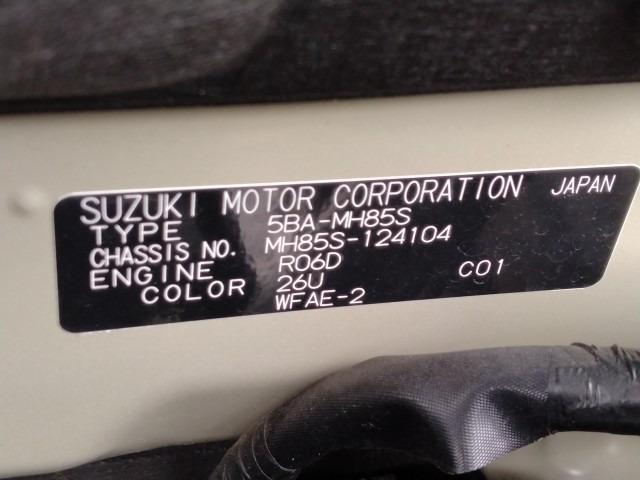 SUZUKI MOTOR CORPORATION JAPAN
TYPE 5BA-MH85S
CHASSIS NO. MH85S-124104
ENGINE R06D C01
COLOR 26U
WFAE-2